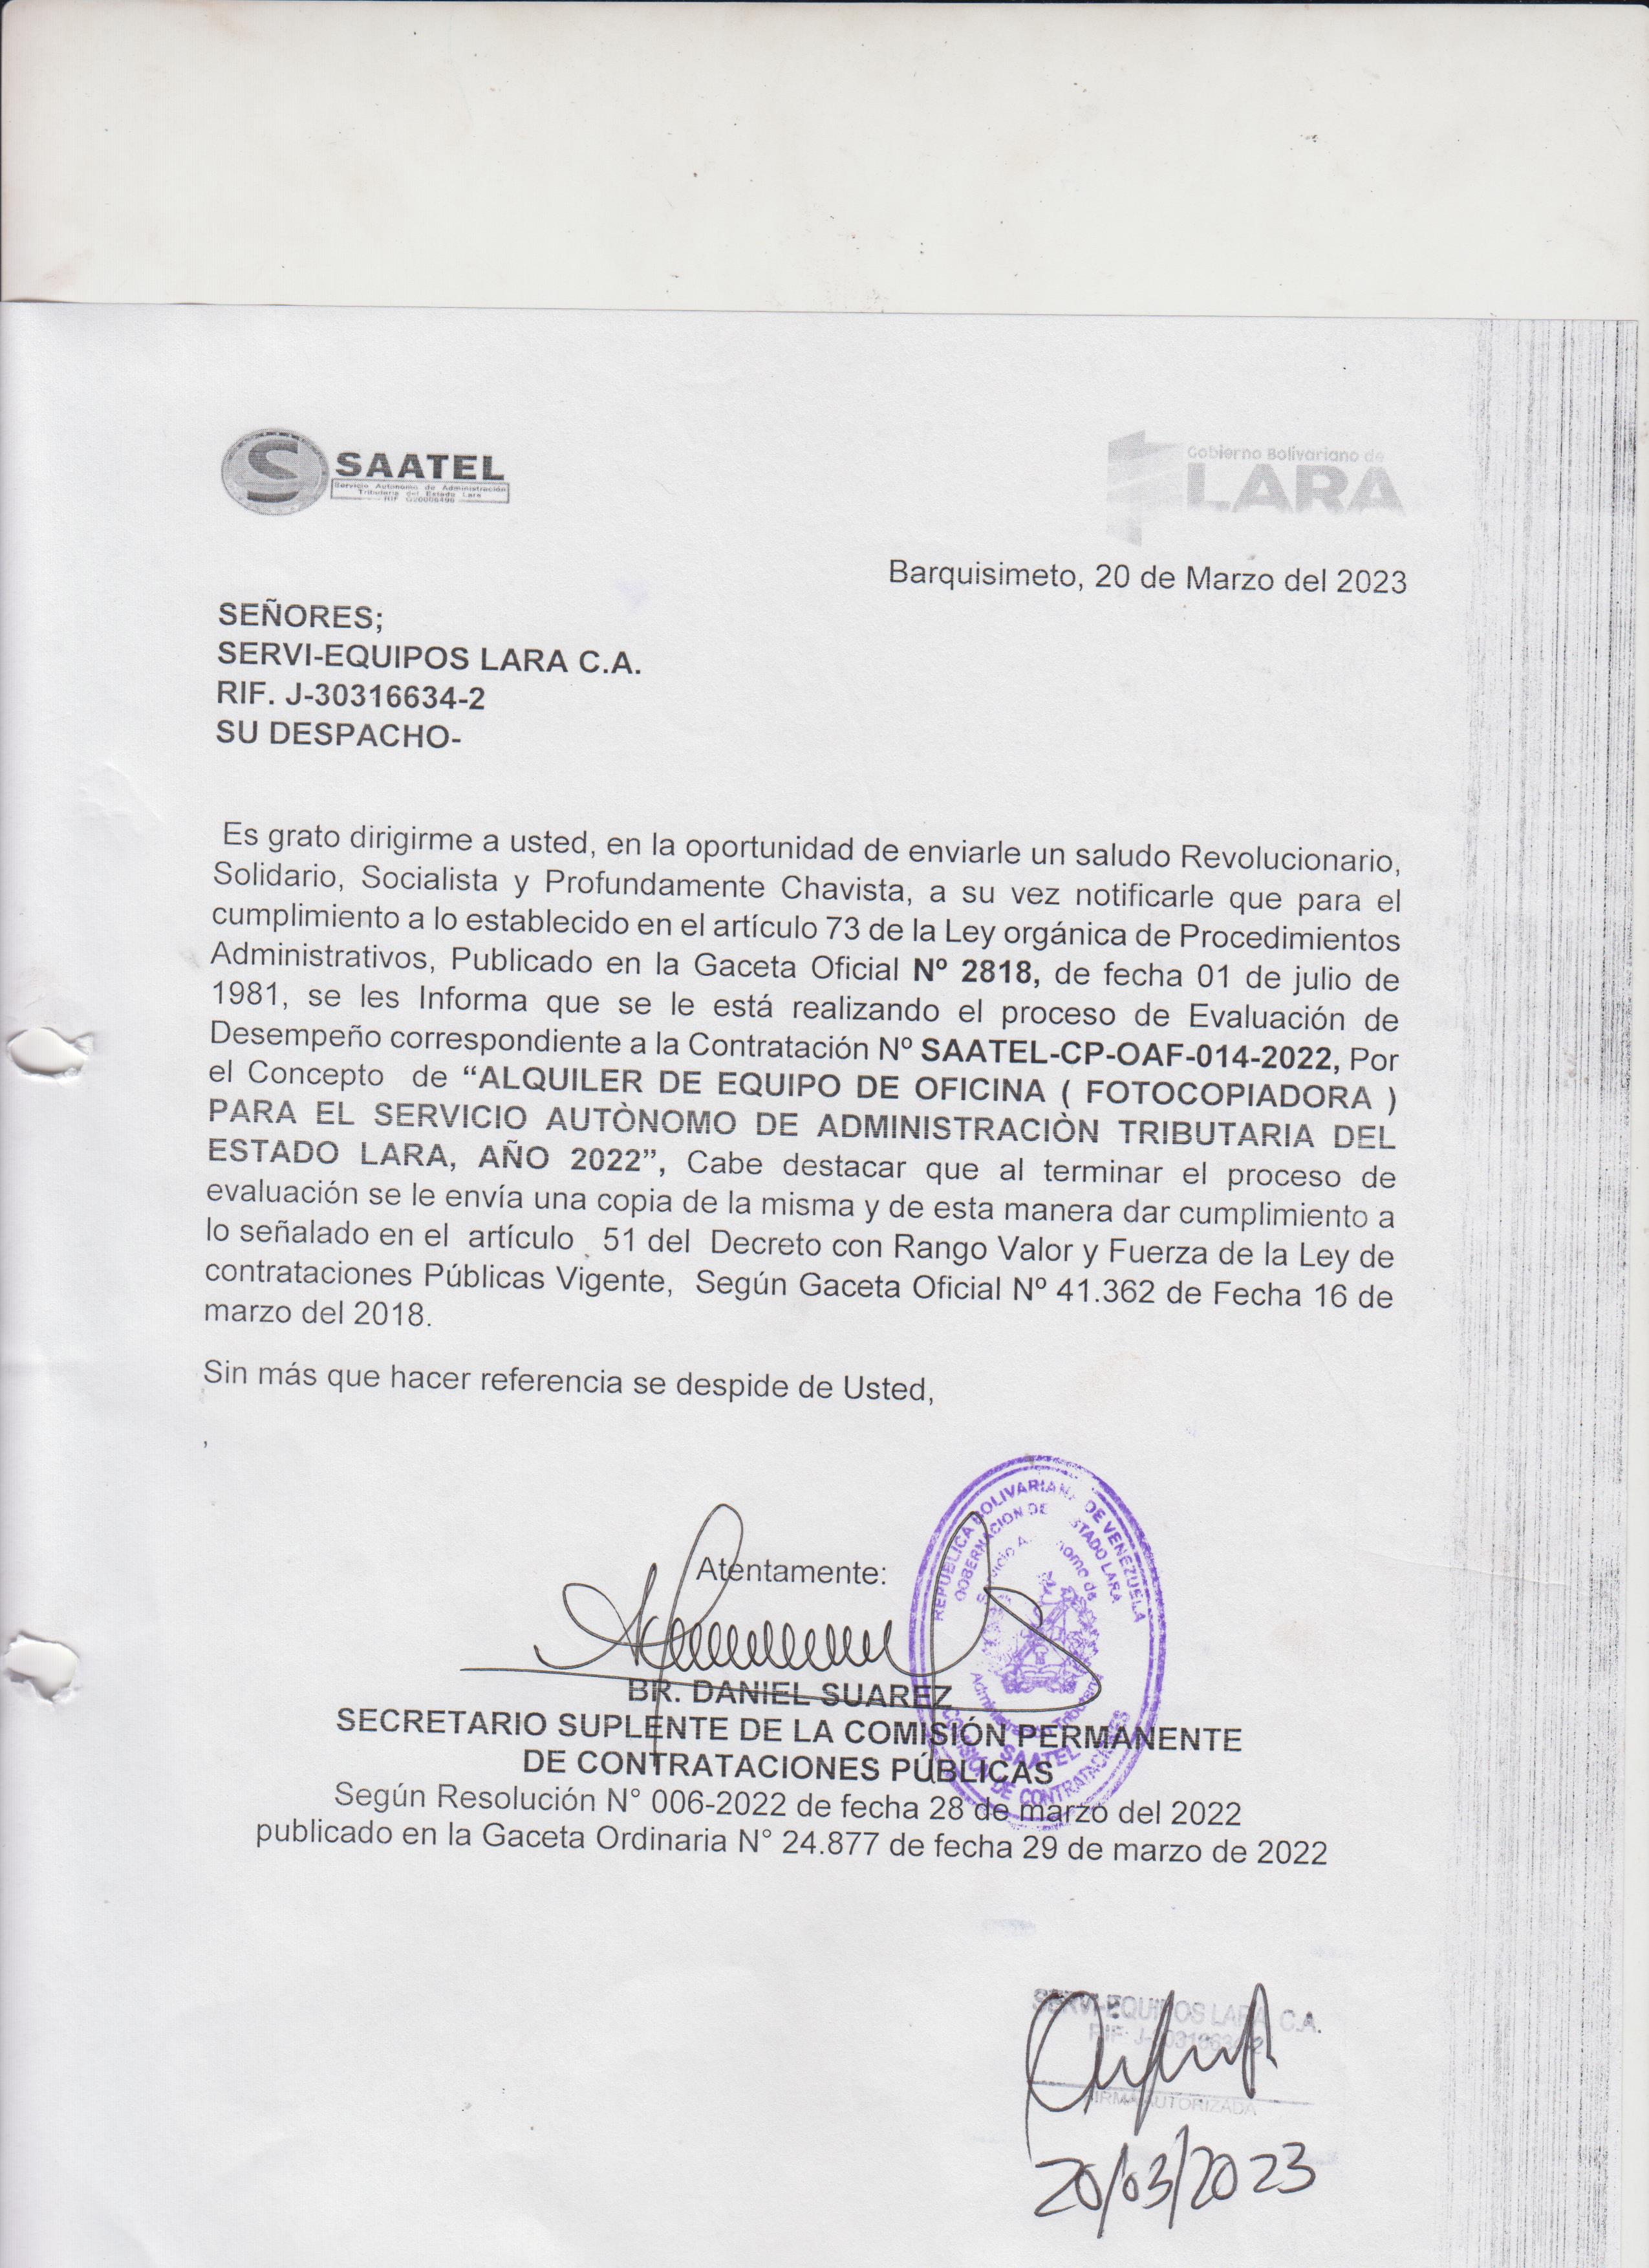 SAATEL
Servicio Autonomo de Administración
Tributaria del Estado Lara
Gobierno Bolivariano de
LARA
Barquisimeto, 20 de Marzo del 2023
SEÑORES;
SERVI-EQUIPOS LARA C.A.
RIF. J-30316634-2
SU DESPACHO-
Es grato dirigirme a usted, en la oportunidad de enviarle un saludo Revolucionario,
Solidario, Socialista y Profundamente Chavista, a su vez notificarle que para el
cumplimiento a lo establecido en el artículo 73 de la Ley orgánica de Procedimientos
Administrativos, Publicado en la Gaceta Oficial Nº 2818, de fecha 01 de julio de
1981, se les Informa que se le está realizando el proceso de Evaluación de
Desempeño correspondiente a la Contratación Nº SAATEL-CP-OAF-014-2022, Por
el Concepto de “ALQUILER DE EQUIPO DE OFICINA ( FOTOCOPIADORA )
PARA EL SERVICIO AUTÒNOMO DE ADMINISTRACIÒN TRIBUTARIA DEL
ESTADO LARA, AÑO 2022”, Cabe destacar que al terminar el proceso de
evaluación se le envía una copia de la misma y de esta manera dar cumplimiento a
lo señalado en el artículo 51 del Decreto con Rango Valor y Fuerza de la Ley de
contrataciones Públicas Vigente, Según Gaceta Oficial Nº 41.362 de Fecha 16 de
marzo del 2018.
Sin más que hacer referencia se despide de Usted,
Atentamente:
REPÚBLICA BOLIVARIANA DE VENEZUELA
GOBERNACION DE ESTADO LARA
Administración Tributaria
SAATEL
COMISIÓN DE CONTRATACIONES
BR. DANIEL SUAREZ
SECRETARIO SUPLENTE DE LA COMISIÓN PERMANENTE
DE CONTRATACIONES PÚBLICAS
Según Resolución N° 006-2022 de fecha 28 de marzo del 2022
publicado en la Gaceta Ordinaria N° 24.877 de fecha 29 de marzo de 2022
SERVI-EQUIPOS LARA C.A.
RIF: J-30316634-2
FIRMA AUTORIZADA
20/03/2023